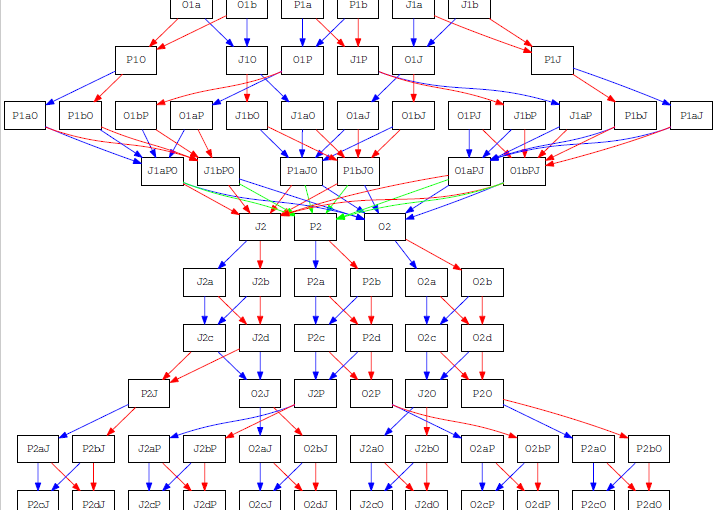 O1a O1b P1a P1b J1a J1b
P1O J1O O1P J1P O1J P1J
P1aO P1bO O1bP O1aP J1bO J1aO O1aJ O1bJ O1PJ J1bP J1aP P1bJ P1aJ
J1aPO J1bPO P1aJO P1bJO O1aPJ O1bPJ
J2 P2 O2
J2a J2b P2a P2b O2a O2b
J2c J2d P2c P2d O2c O2d
P2J O2J J2P O2P J2O P2O
P2aJ P2bJ J2aP J2bP O2aJ O2bJ J2aO J2bO O2aP O2bP P2aO P2bO
P2cJ P2dJ J2cP J2dP O2cJ O2dJ J2cO J2dO O2cP O2dP P2cO P2dO